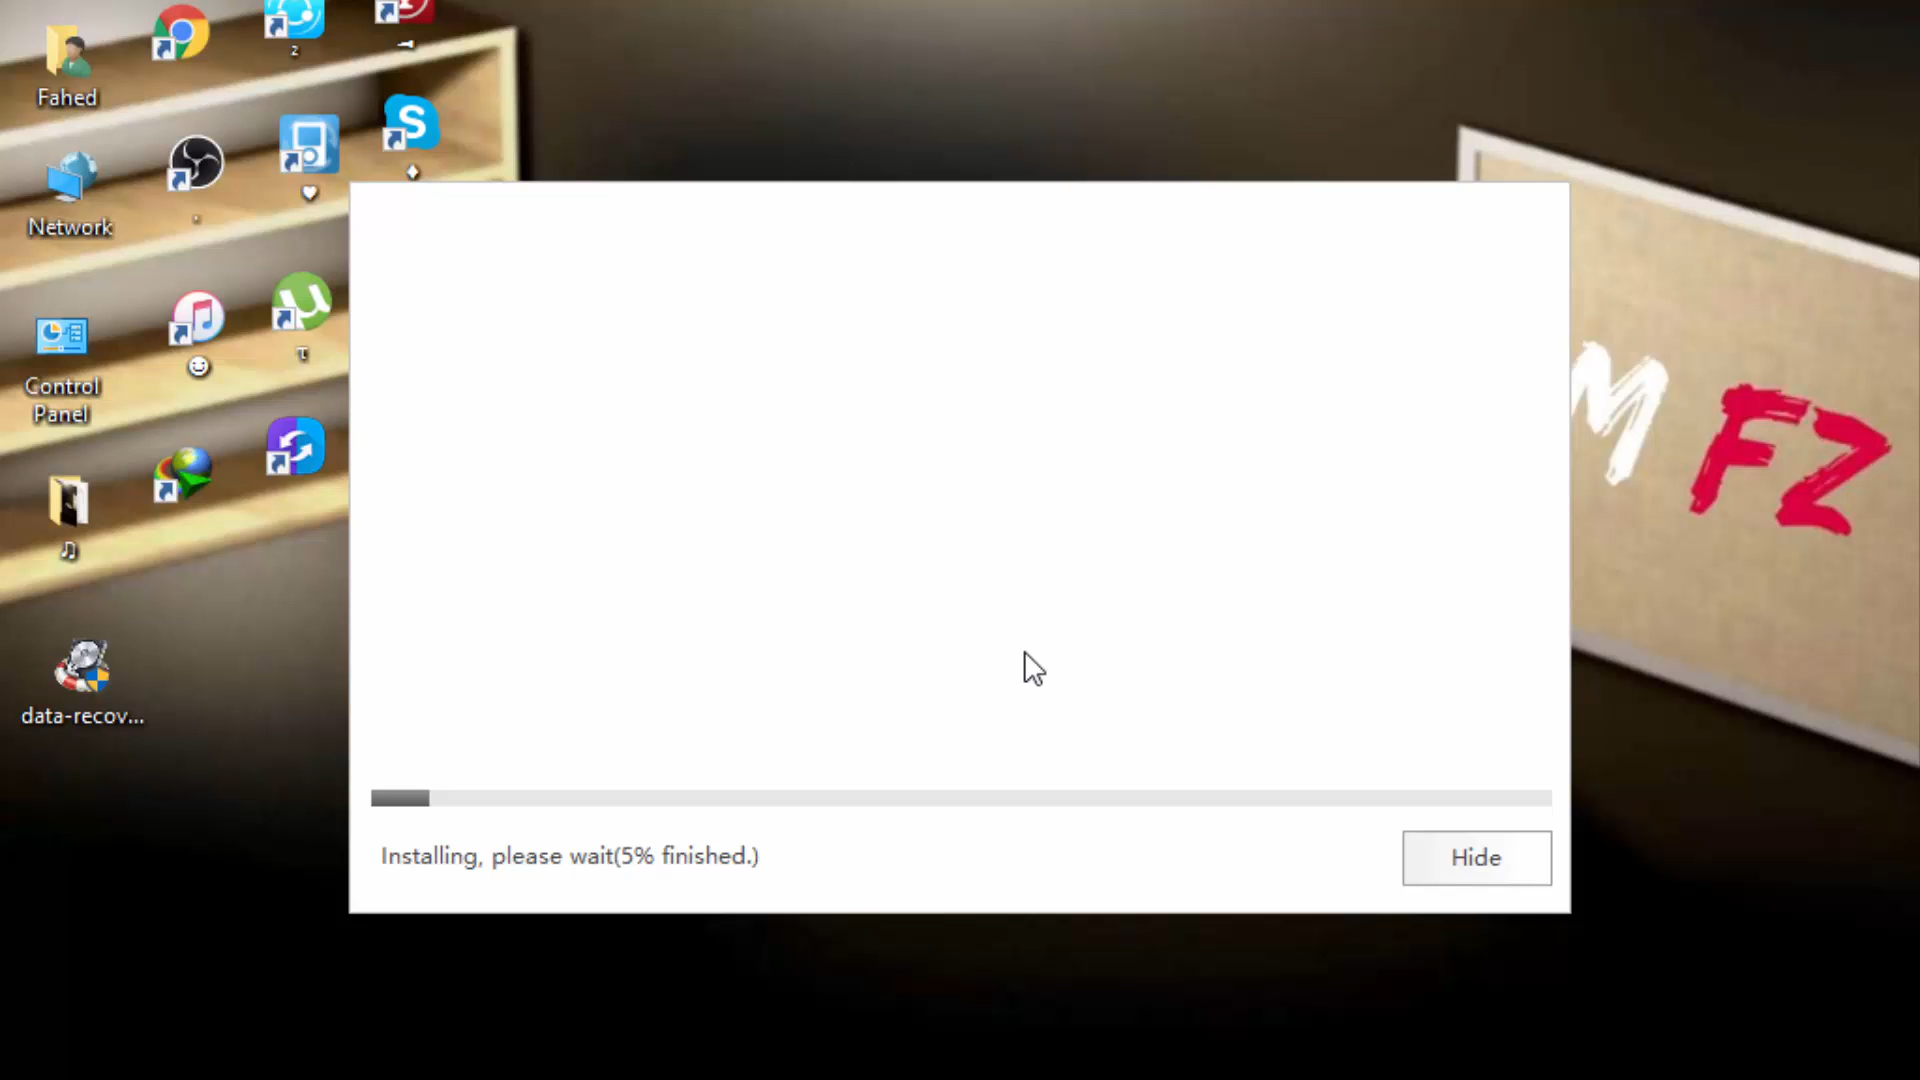 Fahed
z
Network
S
Control
Panel
τ
data-recov...
M FZ
Installing, please wait(5% finished.)
Hide